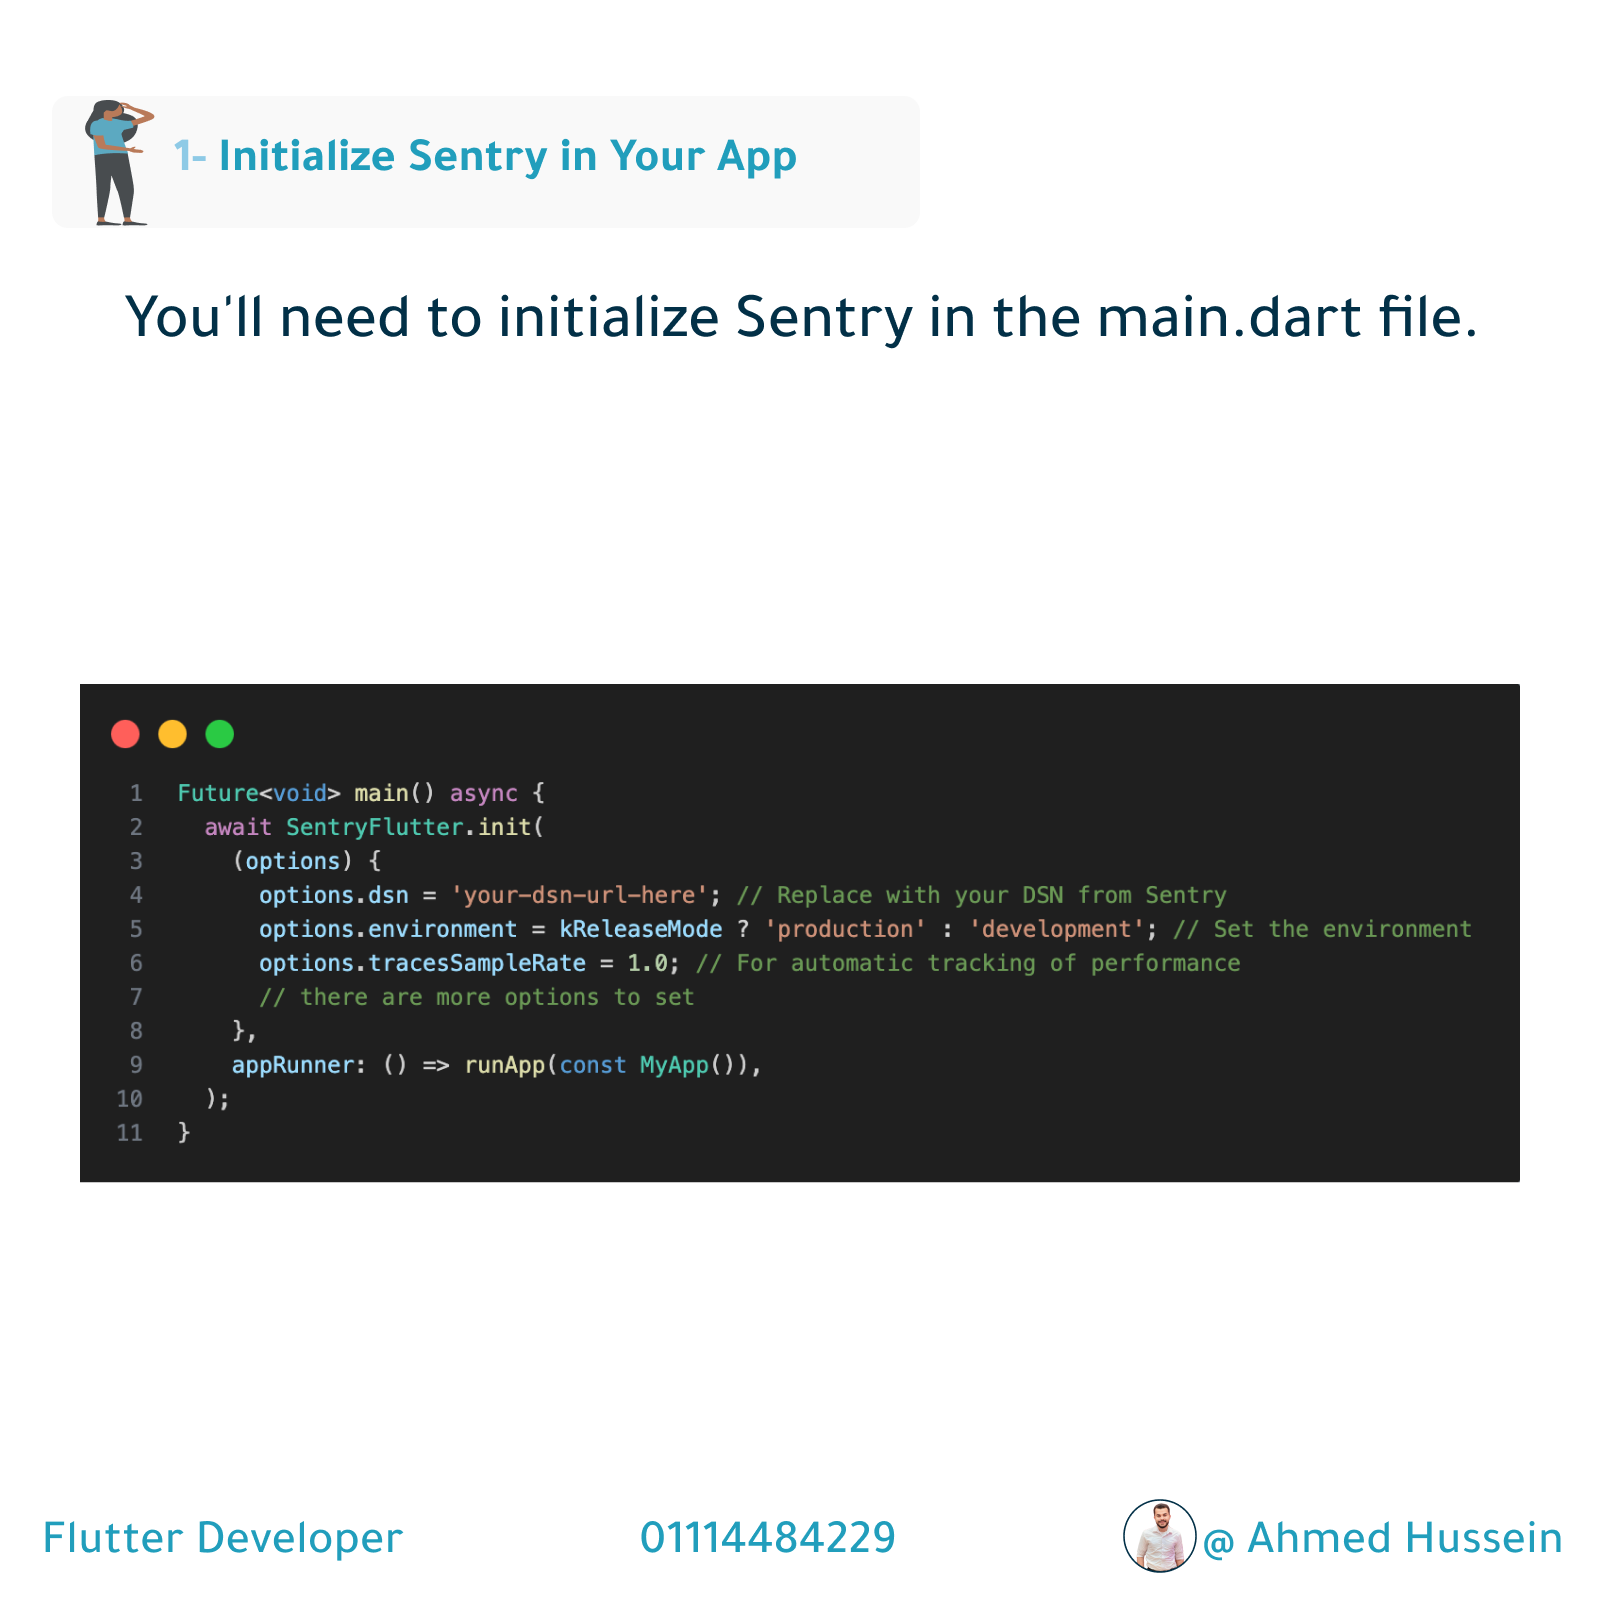 1- Initialize Sentry in Your App
You'll need to initialize Sentry in the main.dart file.
1 Future<void> main() async {
2 await SentryFlutter.init(
3 (options) {
4 options.dsn = 'your-dsn-url-here'; // Replace with your DSN from Sentry
5 options.environment = kReleaseMode ? 'production' : 'development'; // Set the environment
6 options.tracesSampleRate = 1.0; // For automatic tracking of performance
7 // there are more options to set
8 },
9 appRunner: () => runApp(const MyApp()),
10 );
11 }
Flutter Developer 01114484229 @ Ahmed Hussein